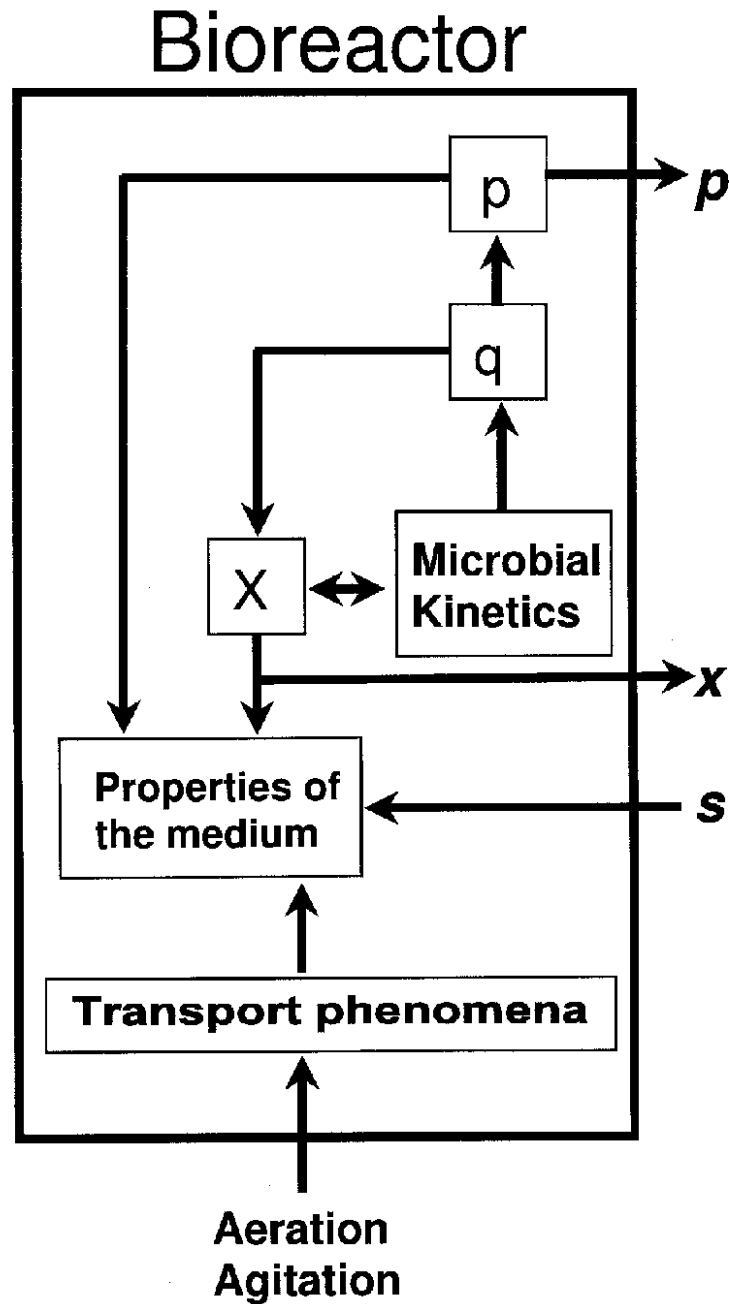 Bioreactor
p
p
q
X
Microbial
Kinetics
x
Properties of
the medium
s
Transport phenomena
Aeration
Agitation